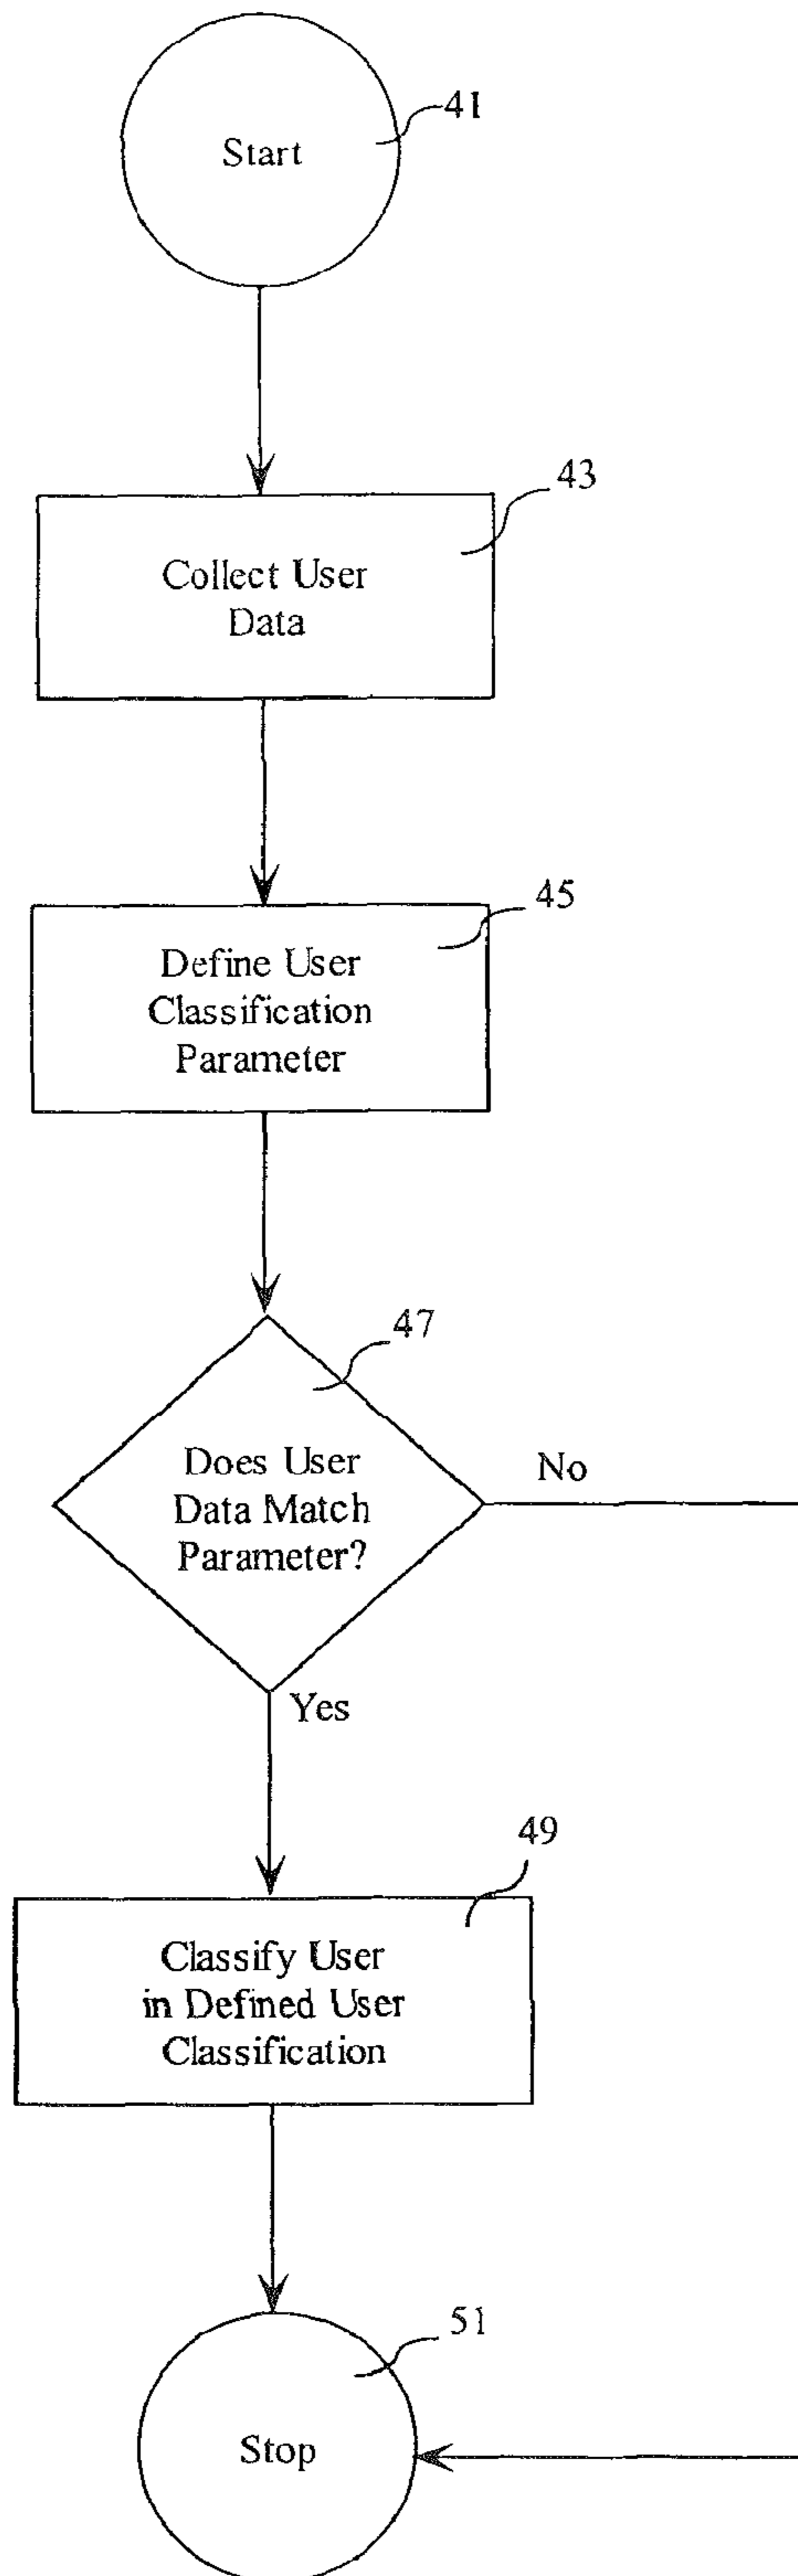 41
Start
43
Collect User
Data
45
Define User
Classification
Parameter
47
Does User
Data Match
Parameter?
No
Yes
49
Classify User
in Defined User
Classification
51
Stop